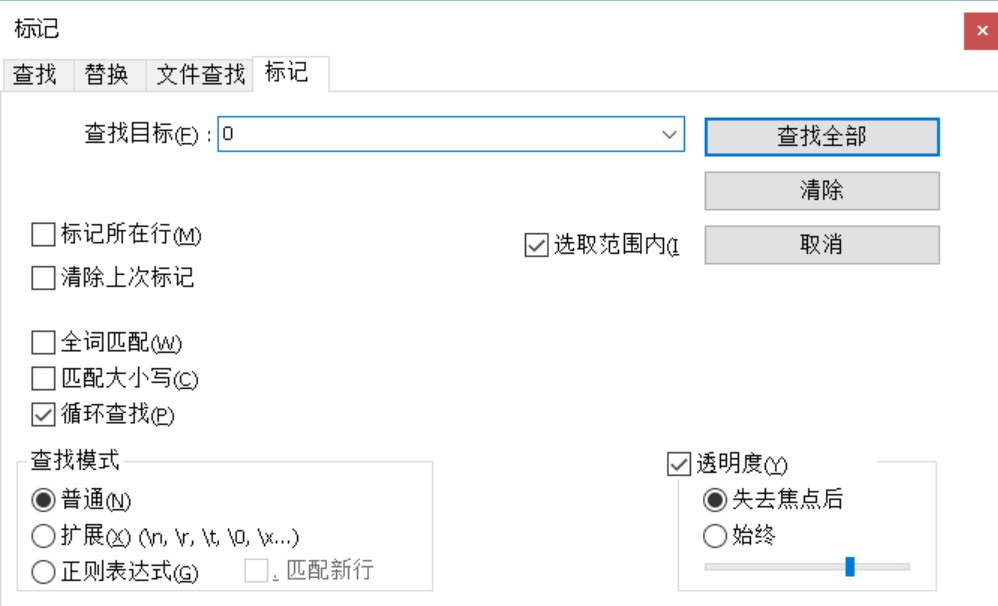 标记
查找 替换 文件查找 标记
查找目标(F) : 0
查找全部
清除
标记所在行(M)
选取范围内(I
取消
清除上次标记
全词匹配(W)
匹配大小写(C)
循环查找(P)
查找模式
透明度(Y)
普通(N)
失去焦点后
扩展(X) (\n, \r, \t, \0, \x...)
始终
正则表达式(G)
. 匹配新行